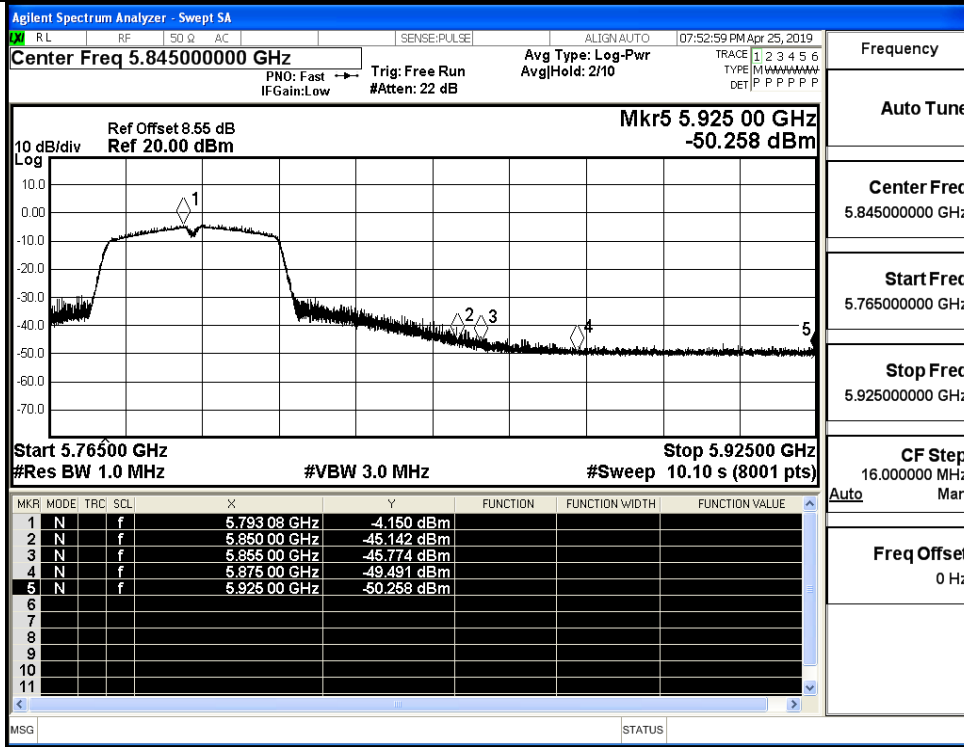 Agilent Spectrum Analyzer - Swept SA
LXI RL RF 50 Ω AC SENSE:PULSE ALIGN AUTO 07:52:59 PM Apr 25, 2019
Center Freq 5.845000000 GHz
PNO: Fast
IFGain:Low
Trig: Free Run
#Atten: 22 dB
Avg Type: Log-Pwr
Avg|Hold: 2/10
TRACE 1 2 3 4 5 6
TYPE M W W W W W
DET P P P P P P
Mkr5 5.925 00 GHz
-50.258 dBm
Ref Offset 8.55 dB
10 dB/div Ref 20.00 dBm
Log
10.0
0.00
-10.0
-20.0
-30.0
-40.0
-50.0
-60.0
-70.0
1
2 3
4
5
Start 5.76500 GHz Stop 5.92500 GHz
#Res BW 1.0 MHz #VBW 3.0 MHz #Sweep 10.10 s (8001 pts)
MKR MODE TRC SCL X Y FUNCTION FUNCTION WIDTH FUNCTION VALUE
1 N f 5.793 08 GHz -4.150 dBm
2 N f 5.850 00 GHz -45.142 dBm
3 N f 5.855 00 GHz -45.774 dBm
4 N f 5.875 00 GHz -49.491 dBm
5 N f 5.925 00 GHz -50.258 dBm
6
7
8
9
10
11
MSG STATUS
Frequency
Auto Tune
Center Freq
5.845000000 GHz
Start Freq
5.765000000 GHz
Stop Freq
5.925000000 GHz
CF Step
16.000000 MHz
Auto Man
Freq Offset
0 Hz